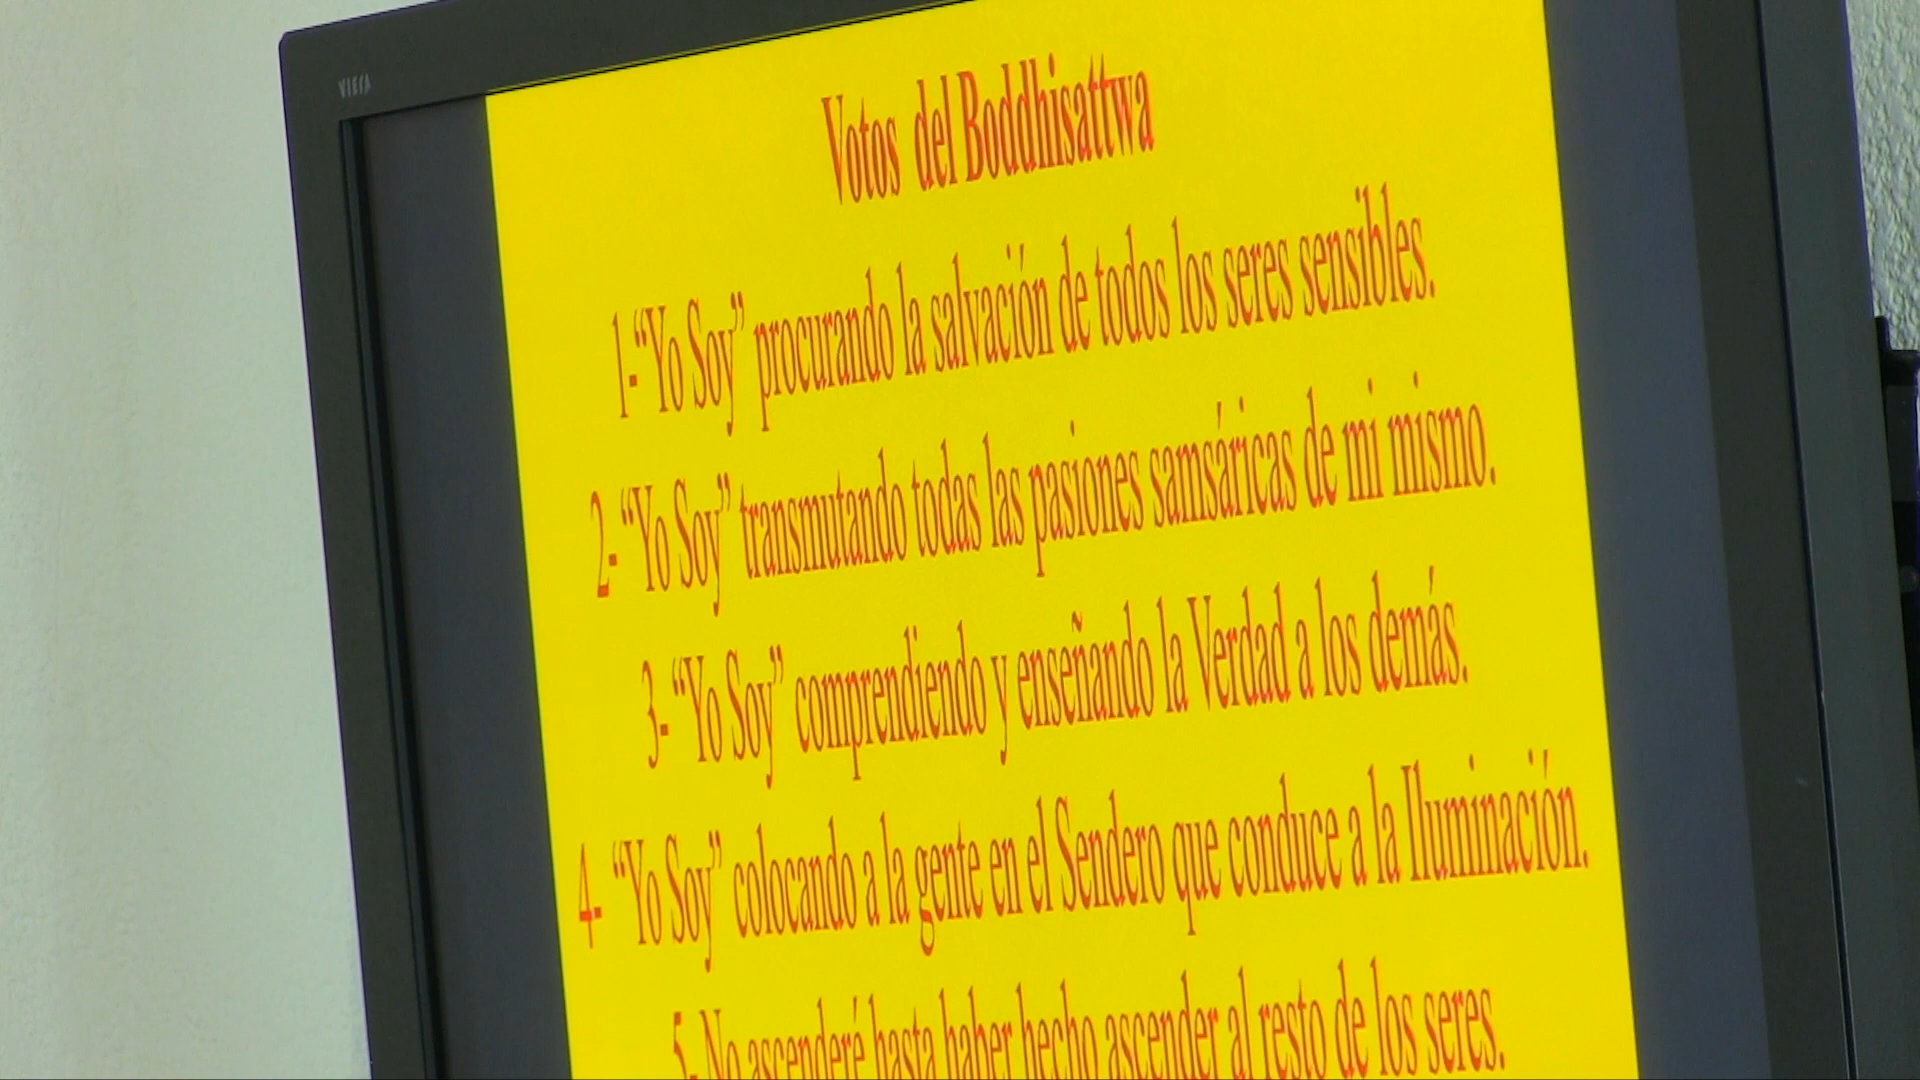 VIERA
Votos del Boddhisattwa
1-“Yo Soy” procurando la salvación de todos los seres sensibles.
2- “Yo Soy” transmutando todas las pasiones samsáricas de mi mismo.
3- “Yo Soy” comprendiendo y enseñando la Verdad a los demás.
4- “Yo Soy” colocando a la gente en el Sendero que conduce a la Iluminación.
5- No ascenderé hasta haber hecho ascender al resto de los seres.